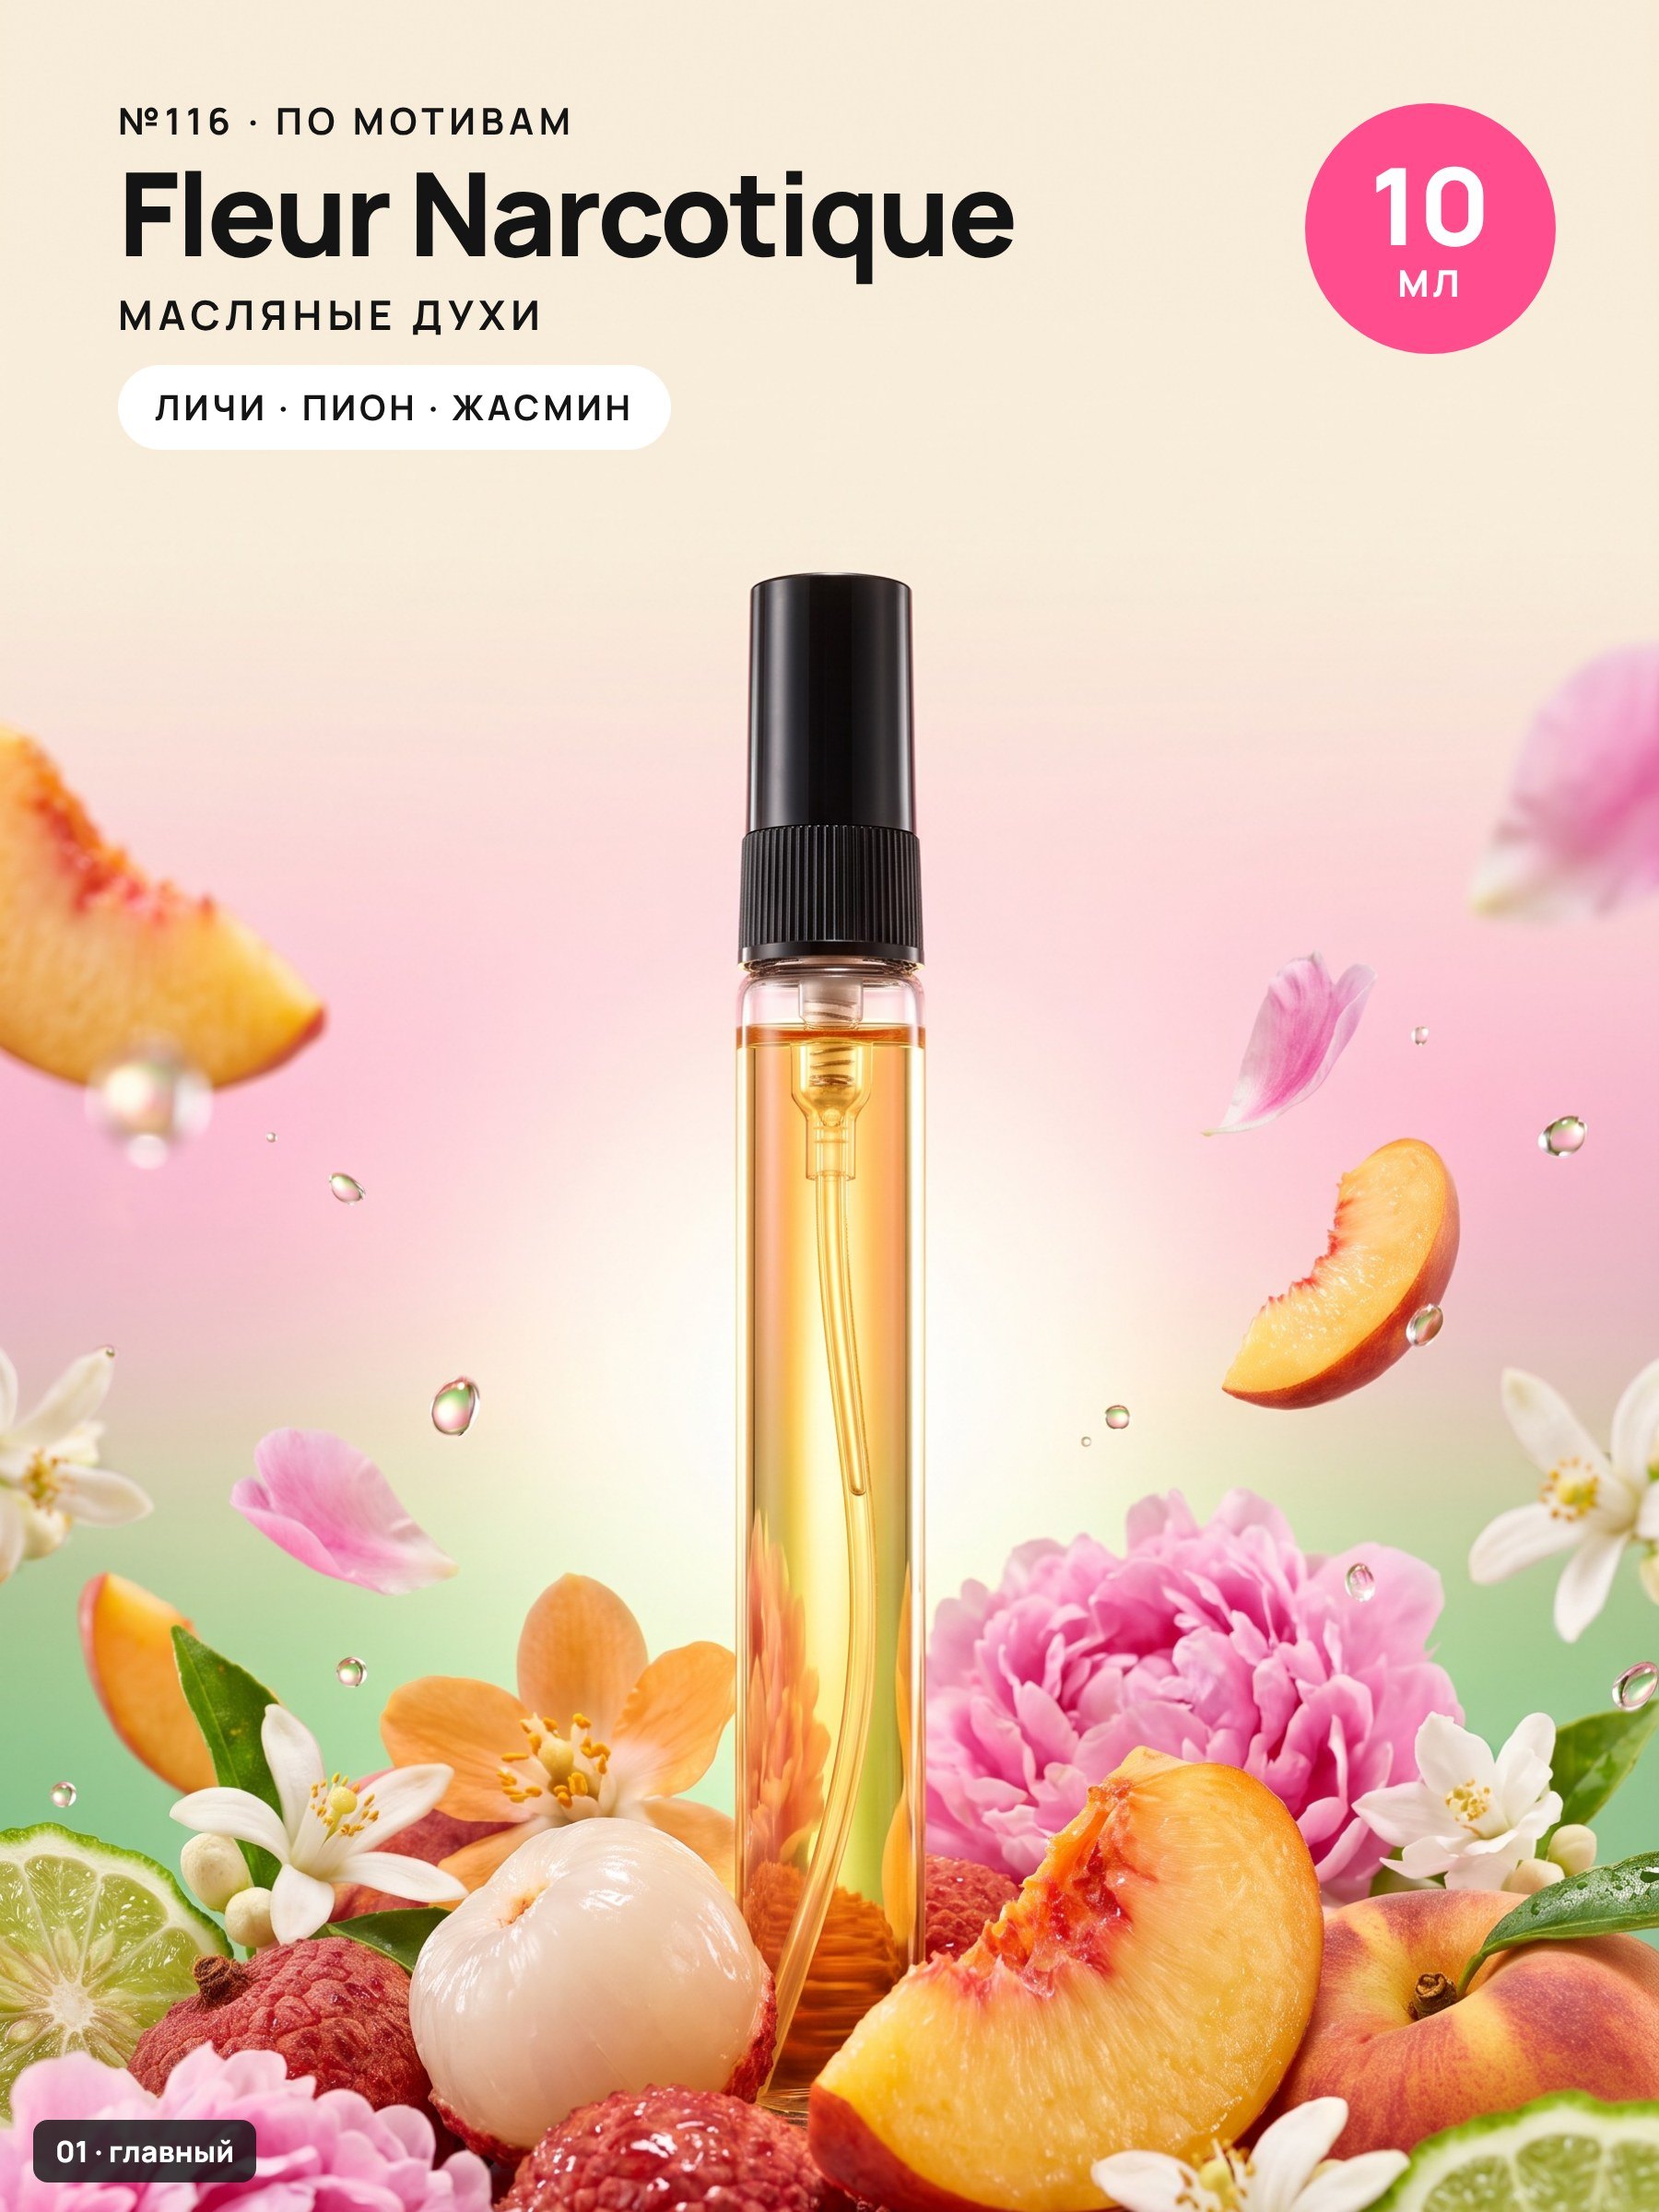 №116 · ПО МОТИВАМ
Fleur Narcotique
МАСЛЯНЫЕ ДУХИ
ЛИЧИ · ПИОН · ЖАСМИН
10
МЛ
01 · главный